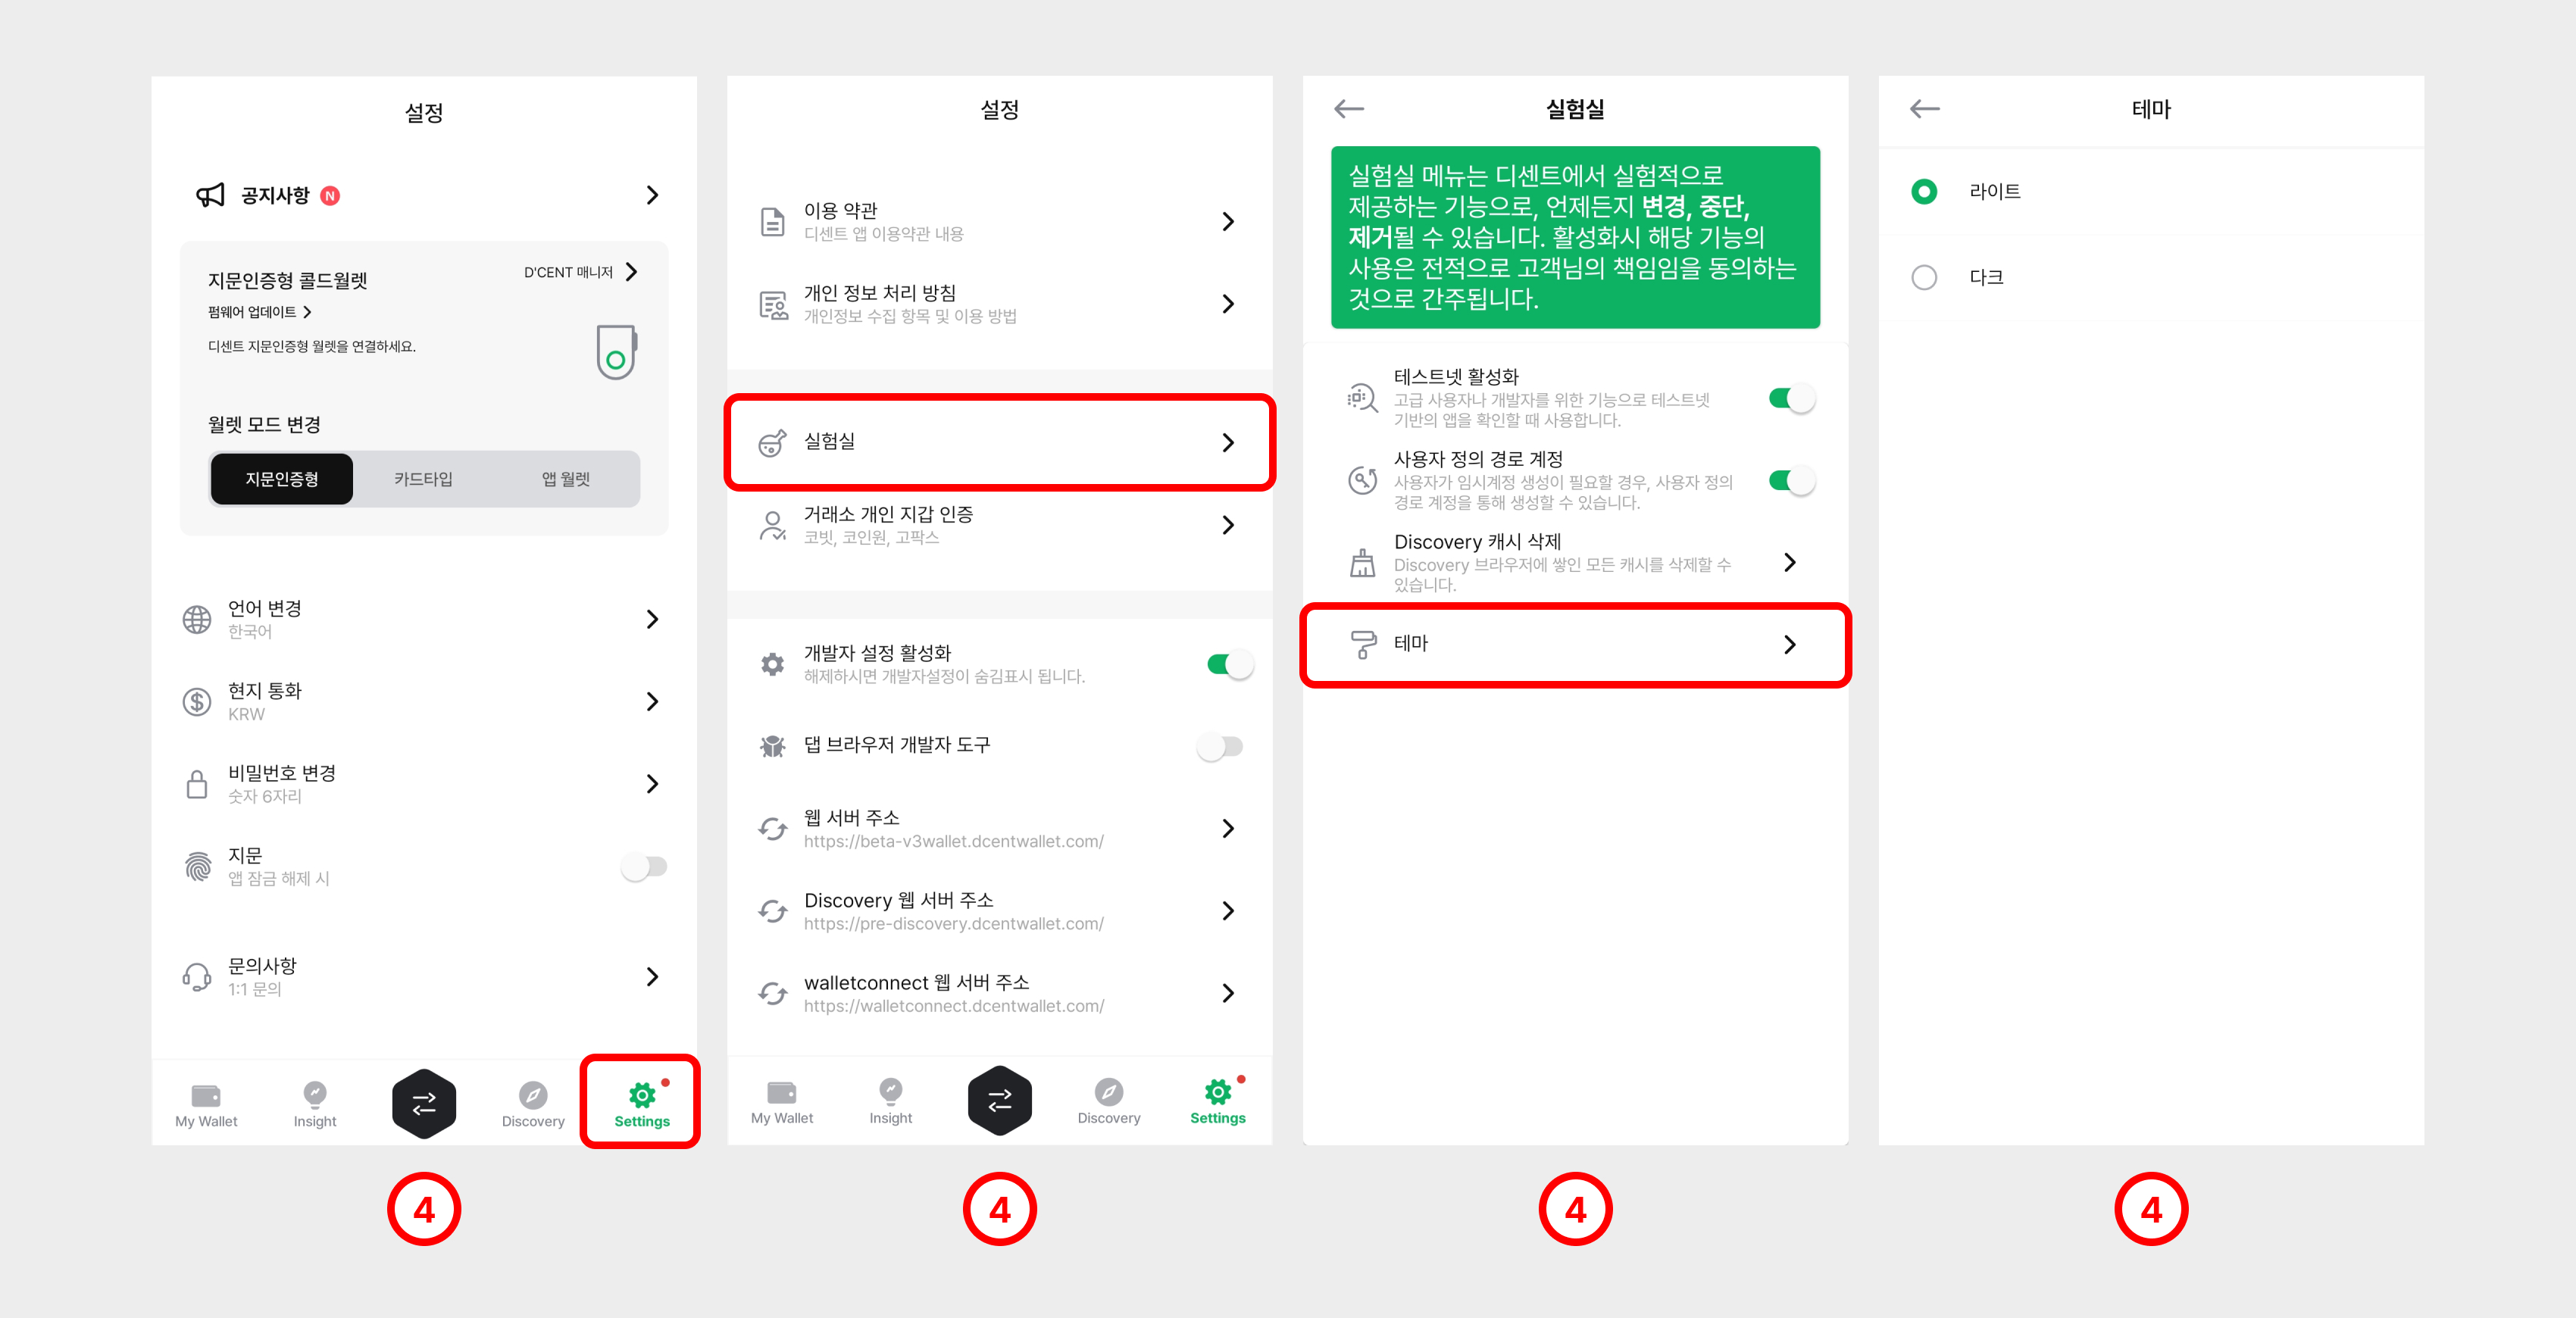 설정
공지사항 N
지문인증형 콜드월렛
D'CENT 매니저
펌웨어 업데이트
디센트 지문인증형 월렛을 연결하세요.
월렛 모드 변경
지문인증형 카드타입 앱 월렛
언어 변경
한국어
현지 통화
KRW
비밀번호 변경
숫자 6자리
지문
앱 잠금 해제 시
문의사항
1:1 문의
My Wallet Insight Discovery Settings
4
설정
이용 약관
디센트 앱 이용약관 내용
개인 정보 처리 방침
개인정보 수집 항목 및 이용 방법
실험실
거래소 개인 지갑 인증
코빗, 코인원, 고팍스
개발자 설정 활성화
해제하시면 개발자설정이 숨김표시 됩니다.
댑 브라우저 개발자 도구
웹 서버 주소
https://beta-v3wallet.dcentwallet.com/
Discovery 웹 서버 주소
https://pre-discovery.dcentwallet.com/
walletconnect 웹 서버 주소
https://walletconnect.dcentwallet.com/
My Wallet Insight Discovery Settings
4
실험실
실험실 메뉴는 디센트에서 실험적으로
제공하는 기능으로, 언제든지 변경, 중단,
제거될 수 있습니다. 활성화시 해당 기능의
사용은 전적으로 고객님의 책임임을 동의하는
것으로 간주됩니다.
테스트넷 활성화
고급 사용자나 개발자를 위한 기능으로 테스트넷
기반의 앱을 확인할 때 사용합니다.
사용자 정의 경로 계정
사용자가 임시계정 생성이 필요할 경우, 사용자 정의
경로 계정을 통해 생성할 수 있습니다.
Discovery 캐시 삭제
Discovery 브라우저에 쌓인 모든 캐시를 삭제할 수
있습니다.
테마
4
테마
라이트
다크
4